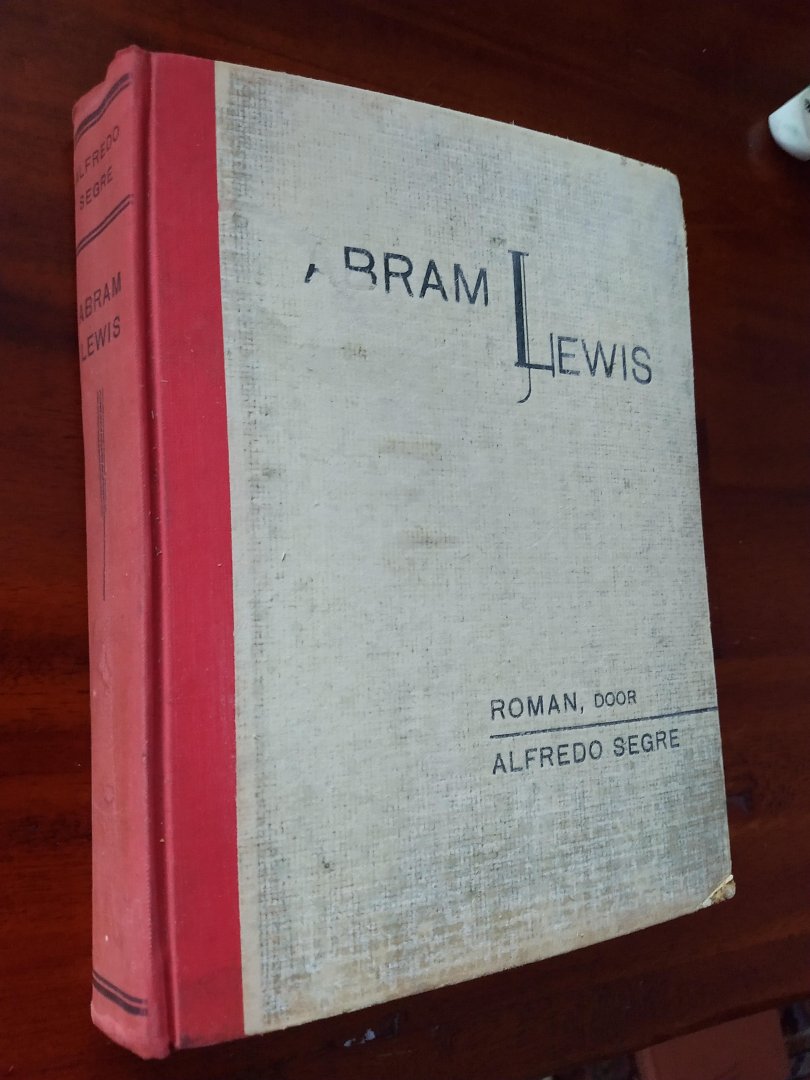 ALFREDO
SEGRE
ABRAM
LEWIS
ABRAM
LEWIS
ROMAN, DOOR
ALFREDO SEGRE